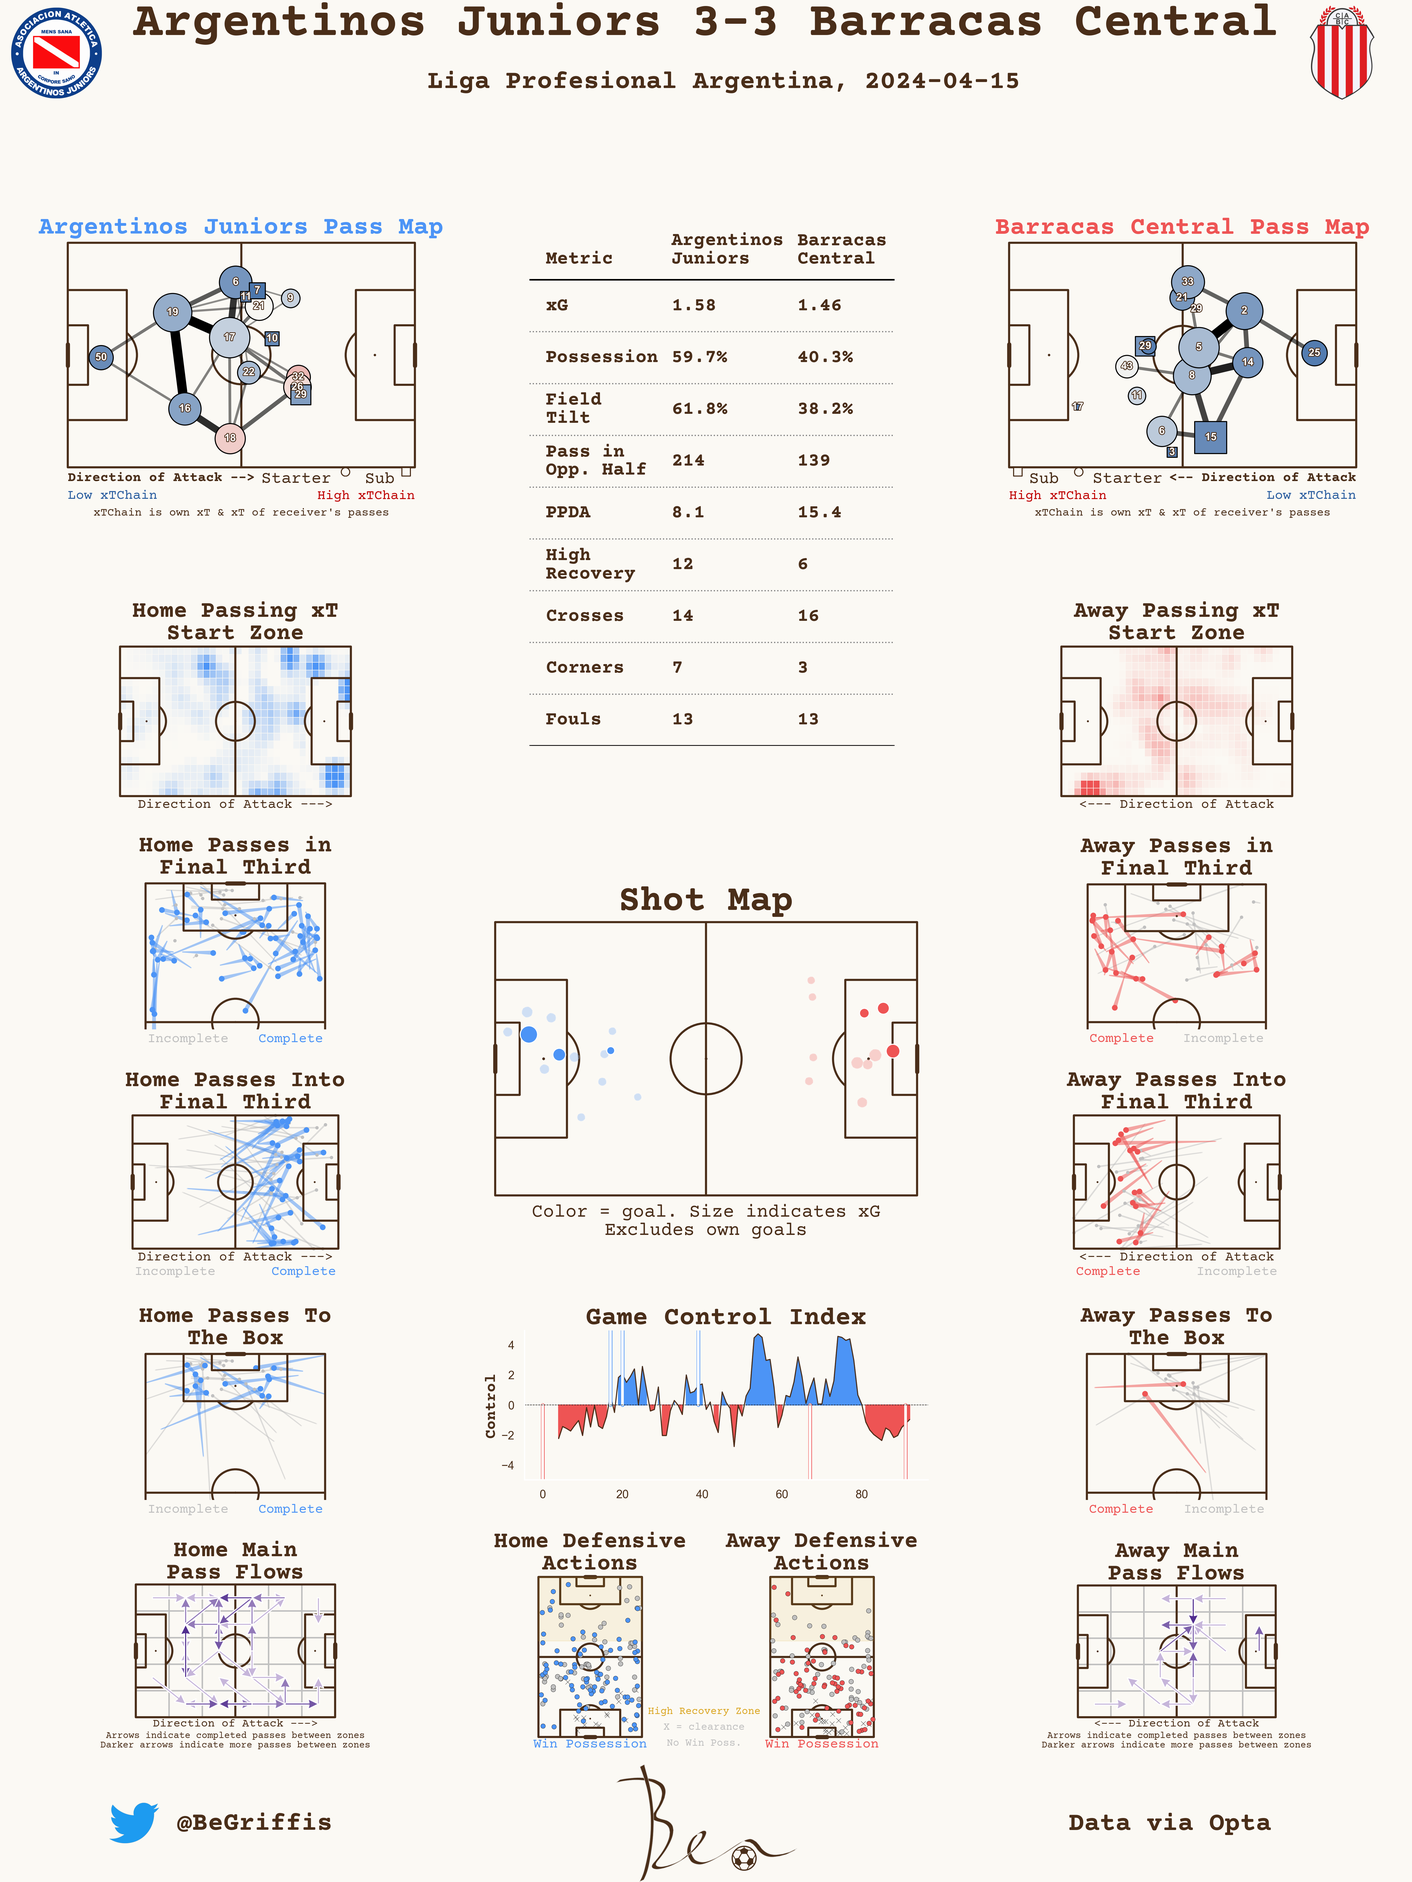 Argentinos Juniors 3-3 Barracas Central
Liga Profesional Argentina, 2024-04-15
ASOCIACION ATLETICA
MENS SANA
IN
CORPORE SANO
ARGENTINOS JUNIORS
Argentinos Juniors Pass Map
6
7
11
21
9
19
17
10
50
22
32
26
29
16
18
Direction of Attack --> Starter Sub
Low xTChain High xTChain
xTChain is own xT & xT of receiver's passes
Metric Argentinos Juniors Barracas Central
xG 1.58 1.46
Possession 59.7% 40.3%
Field Tilt 61.8% 38.2%
Pass in Opp. Half 214 139
PPDA 8.1 15.4
High Recovery 12 6
Crosses 14 16
Corners 7 3
Fouls 13 13
Barracas Central Pass Map
33
21
29
2
5
29
43
14
25
8
11
17
6
15
3
Sub Starter <-- Direction of Attack
High xTChain Low xTChain
xTChain is own xT & xT of receiver's passes
Home Passing xT
Start Zone
Direction of Attack --->
Away Passing xT
Start Zone
<--- Direction of Attack
Home Passes in
Final Third
Incomplete Complete
Away Passes in
Final Third
Complete Incomplete
Shot Map
Color = goal. Size indicates xG
Excludes own goals
Home Passes Into
Final Third
Direction of Attack --->
Incomplete Complete
Away Passes Into
Final Third
<--- Direction of Attack
Complete Incomplete
Home Passes To
The Box
Incomplete Complete
Game Control Index
Control
4
2
0
−2
−4
0 20 40 60 80
Away Passes To
The Box
Complete Incomplete
Home Main
Pass Flows
Direction of Attack --->
Arrows indicate completed passes between zones
Darker arrows indicate more passes between zones
Home Defensive
Actions
Win Possession
High Recovery Zone
X = clearance
No Win Poss.
Away Defensive
Actions
Win Possession
Away Main
Pass Flows
<--- Direction of Attack
Arrows indicate completed passes between zones
Darker arrows indicate more passes between zones
@BeGriffis
Ben
Data via Opta